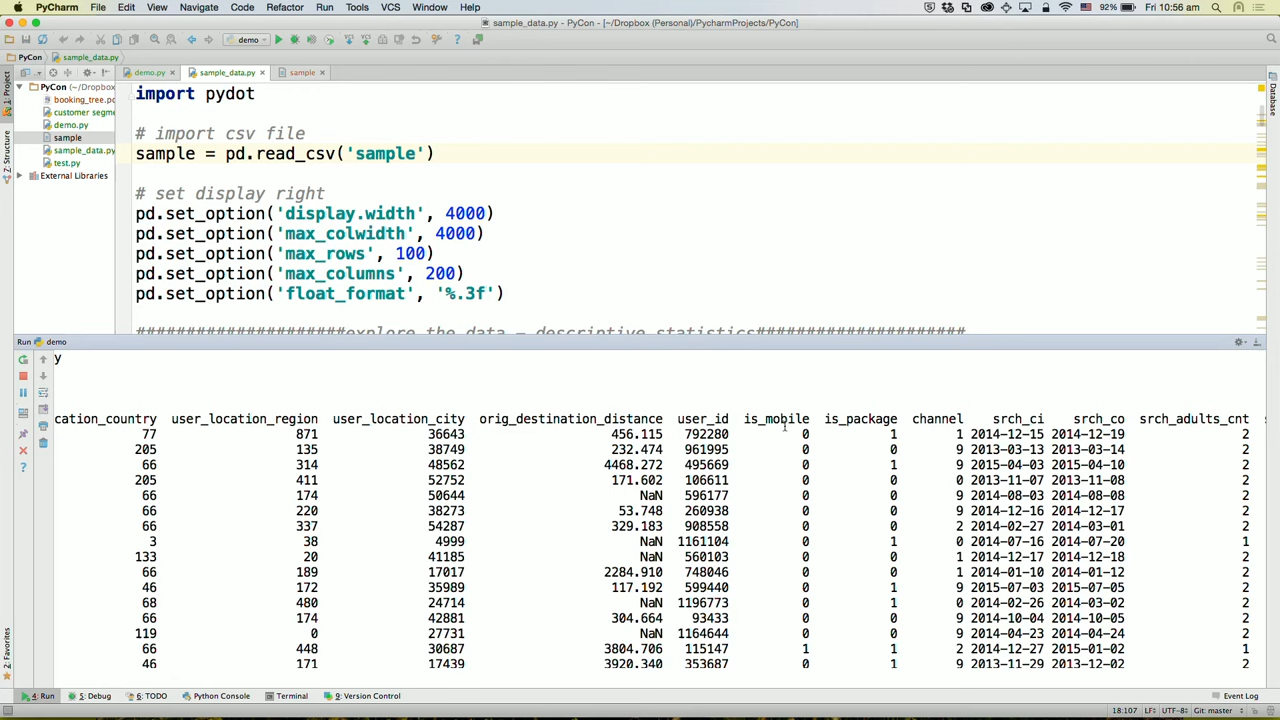 PyCharm File Edit View Navigate Code Refactor Run Tools VCS Window Help 92% Fri 10:56 am
sample_data.py - PyCon - [~/Dropbox (Personal)/PycharmProjects/PyCon]
demo
PyCon sample_data.py
demo.py sample_data.py sample
1: Project
Z: Structure
2: Favorites
Database
PyCon (~/Dropbox
booking_tree.pd
customer segme
demo.py
sample
sample_data.py
test.py
External Libraries
import pydot
# import csv file
sample = pd.read_csv('sample')
# set display right
pd.set_option('display.width', 4000)
pd.set_option('max_colwidth', 4000)
pd.set_option('max_rows', 100)
pd.set_option('max_columns', 200)
pd.set_option('float_format', '%.3f')
#####################explore the data - descriptive statistics#####################
Run demo
y
cation_country user_location_region user_location_city orig_destination_distance user_id is_mobile is_package channel srch_ci srch_co srch_adults_cnt
77 871 36643 456.115 792280 0 1 1 2014-12-15 2014-12-19 2
205 135 38749 232.474 961995 0 0 9 2013-03-13 2013-03-14 2
66 314 48562 4468.272 495669 0 1 9 2015-04-03 2015-04-10 2
205 411 52752 171.602 106611 0 0 0 2013-11-07 2013-11-08 2
66 174 50644 NaN 596177 0 0 9 2014-08-03 2014-08-08 2
66 220 38273 53.748 260938 0 0 9 2014-12-16 2014-12-17 2
66 337 54287 329.183 908558 0 0 2 2014-02-27 2014-03-01 2
3 38 4999 NaN 1161104 0 1 0 2014-07-16 2014-07-20 1
133 20 41185 NaN 560103 0 0 1 2014-12-17 2014-12-18 2
66 189 17017 2284.910 748046 0 0 1 2014-01-10 2014-01-12 2
46 172 35989 117.192 599440 0 1 9 2015-07-03 2015-07-05 2
68 480 24714 NaN 1196773 0 1 0 2014-02-26 2014-03-02 2
66 174 42881 304.664 93433 0 0 9 2014-10-04 2014-10-05 2
119 0 27731 NaN 1164644 0 0 9 2014-04-23 2014-04-24 2
66 448 30687 3804.706 115147 1 1 2 2014-12-27 2015-01-02 1
46 171 17439 3920.340 353687 0 1 9 2013-11-29 2013-12-02 2
4: Run 5: Debug 6: TODO Python Console Terminal 9: Version Control Event Log
18:107 LF÷ UTF-8÷ Git: master÷